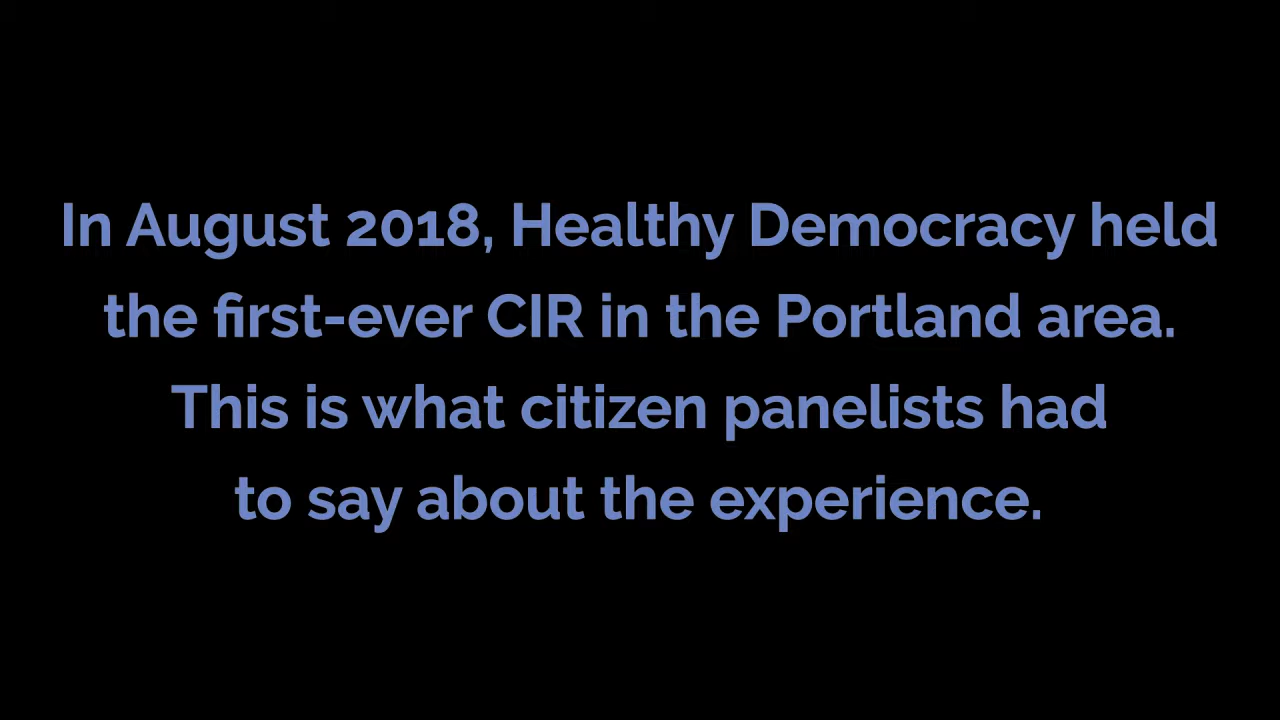 In August 2018, Healthy Democracy held
the first-ever CIR in the Portland area.
This is what citizen panelists had
to say about the experience.